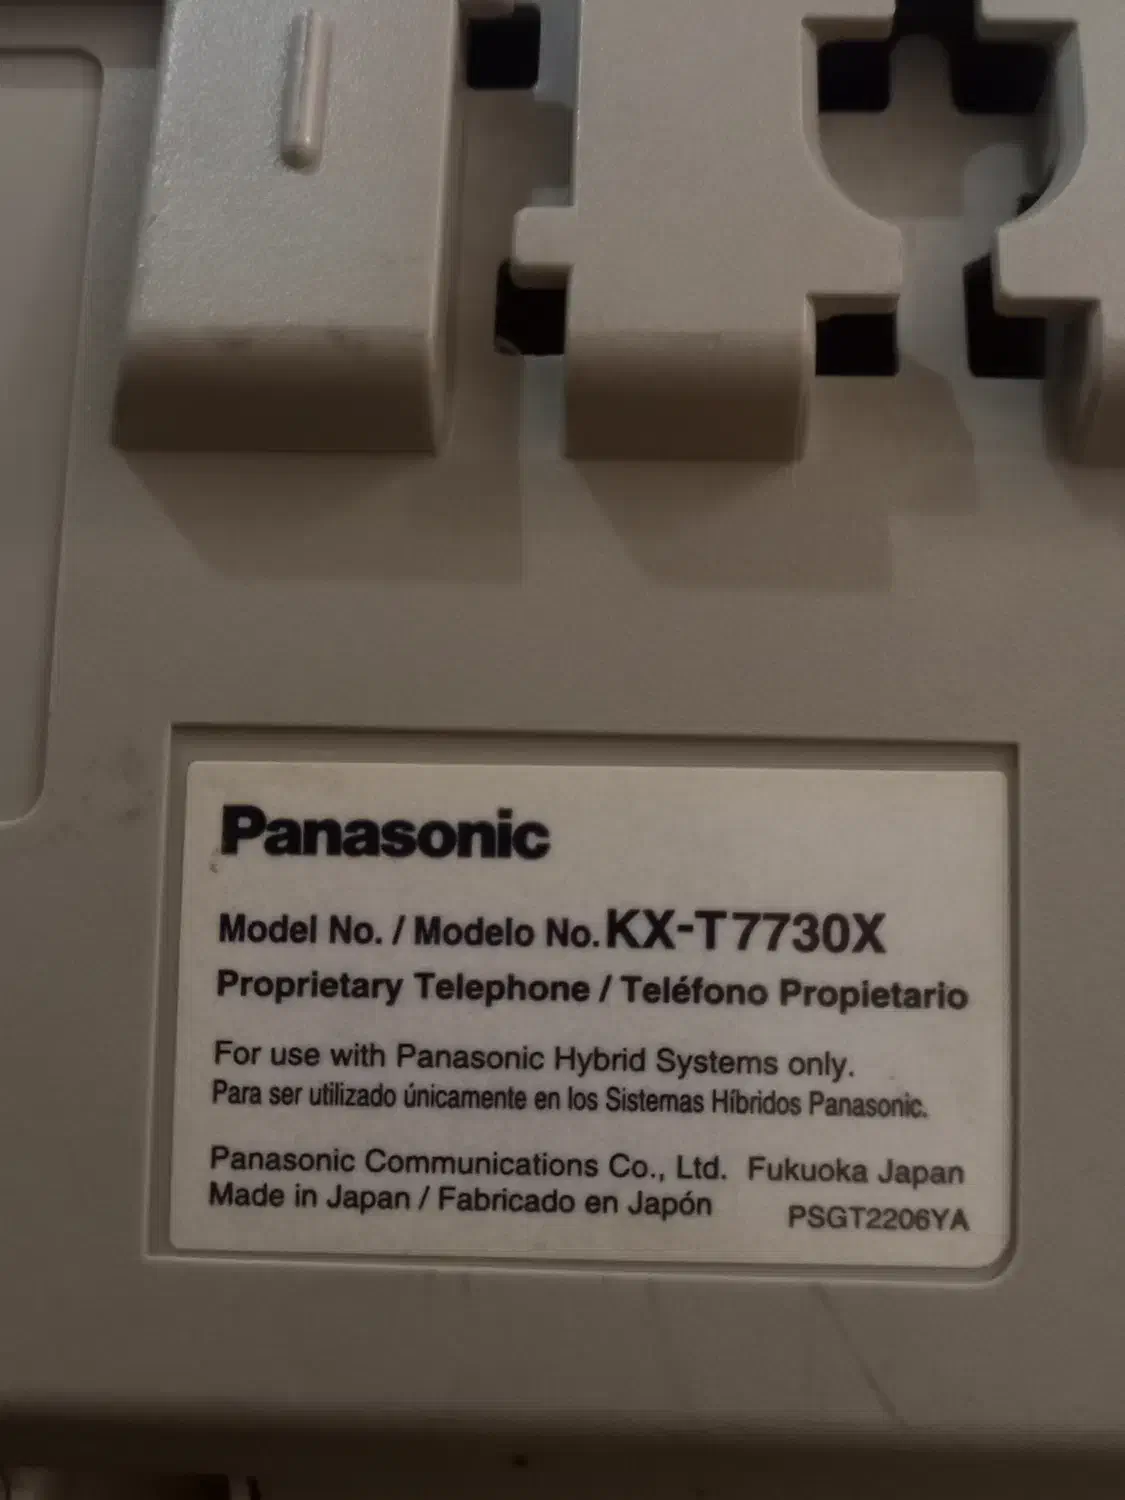 Panasonic
Model No. / Modelo No. KX-T7730X
Proprietary Telephone / Teléfono Propietario
For use with Panasonic Hybrid Systems only.
Para ser utilizado únicamente en los Sistemas Híbridos Panasonic.
Panasonic Communications Co., Ltd. Fukuoka Japan
Made in Japan / Fabricado en Japón PSGT2206YA